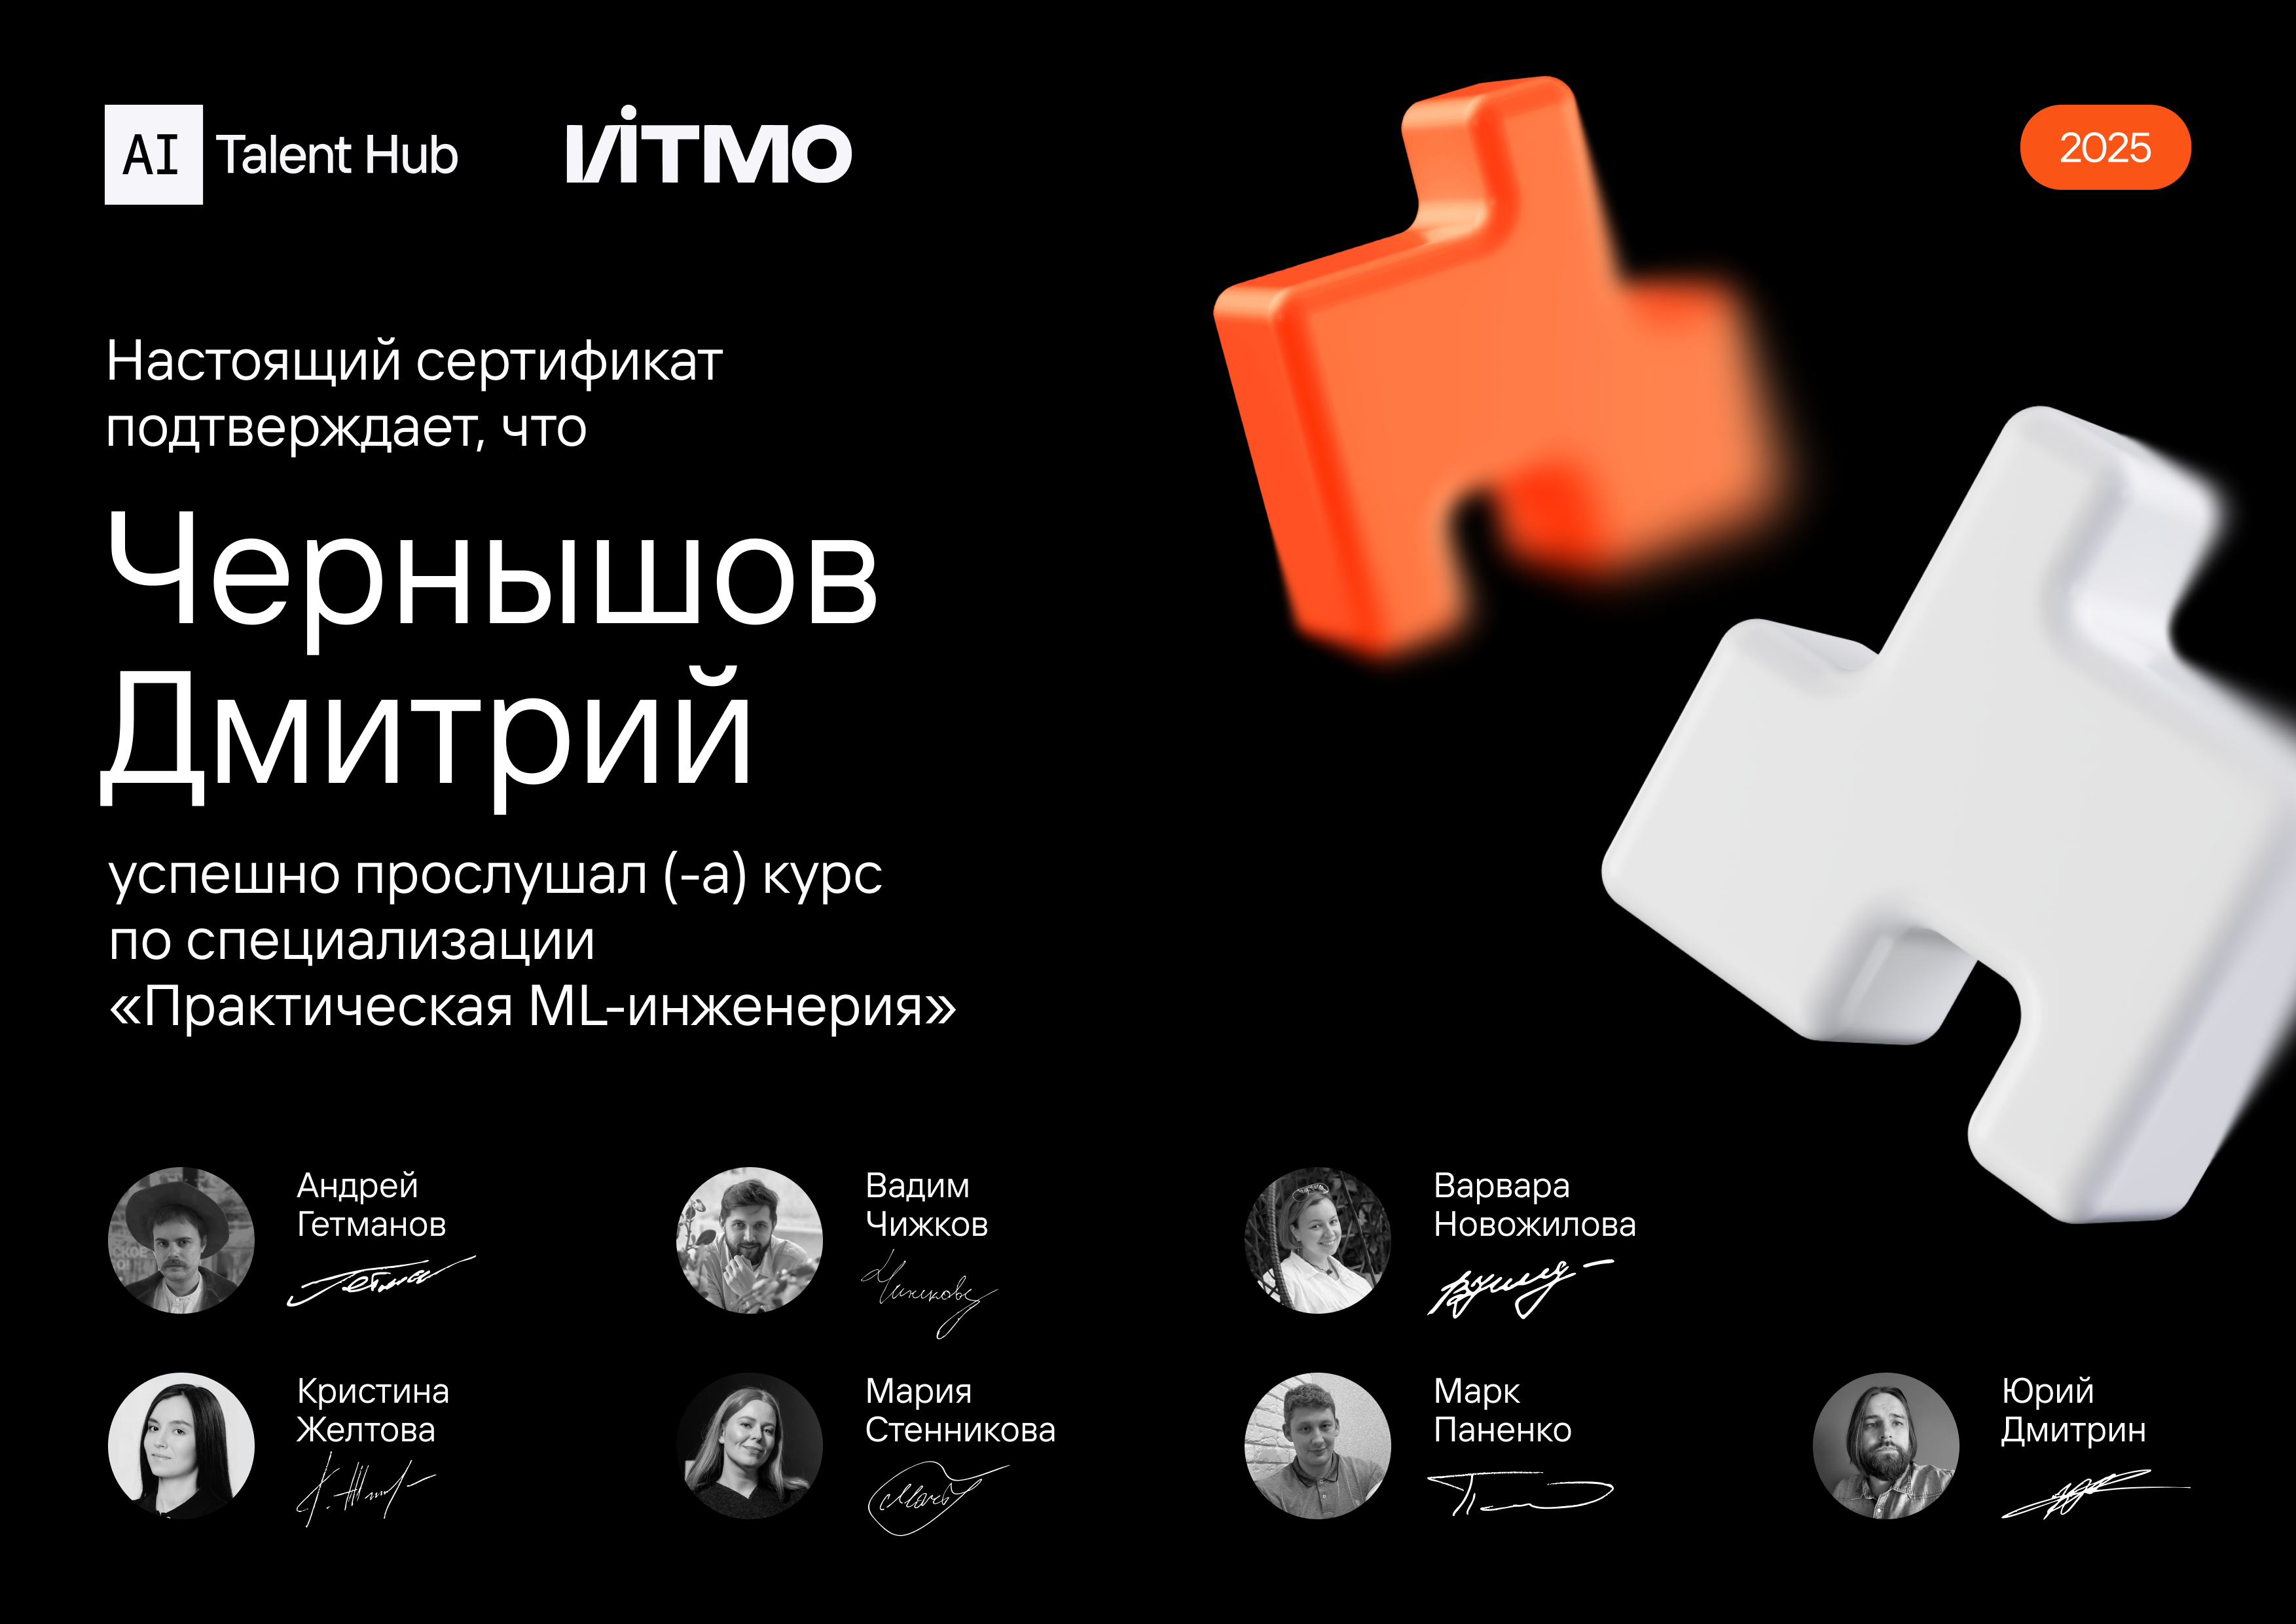 AI Talent Hub
ИТМО
2025
Настоящий сертификат
подтверждает, что
Чернышов
Дмитрий
успешно прослушал (-а) курс
по специализации
«Практическая ML-инженерия»
Андрей
Гетманов
Вадим
Чижков
Варвара
Новожилова
Кристина
Желтова
Мария
Стенникова
Марк
Паненко
Юрий
Дмитрин